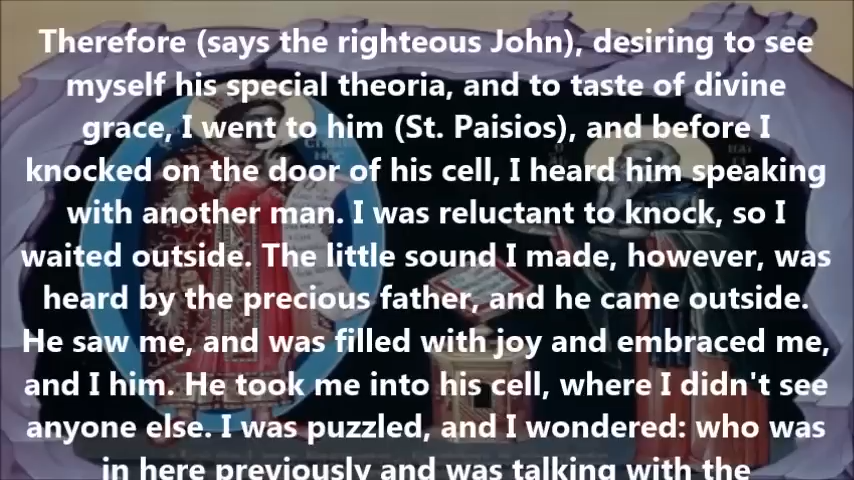 Therefore (says the righteous John), desiring to see
myself his special theoria, and to taste of divine
grace, I went to him (St. Paisios), and before I
knocked on the door of his cell, I heard him speaking
with another man. I was reluctant to knock, so I
waited outside. The little sound I made, however, was
heard by the precious father, and he came outside.
He saw me, and was filled with joy and embraced me,
and I him. He took me into his cell, where I didn't see
anyone else. I was puzzled, and I wondered: who was
in here previously and was talking with the